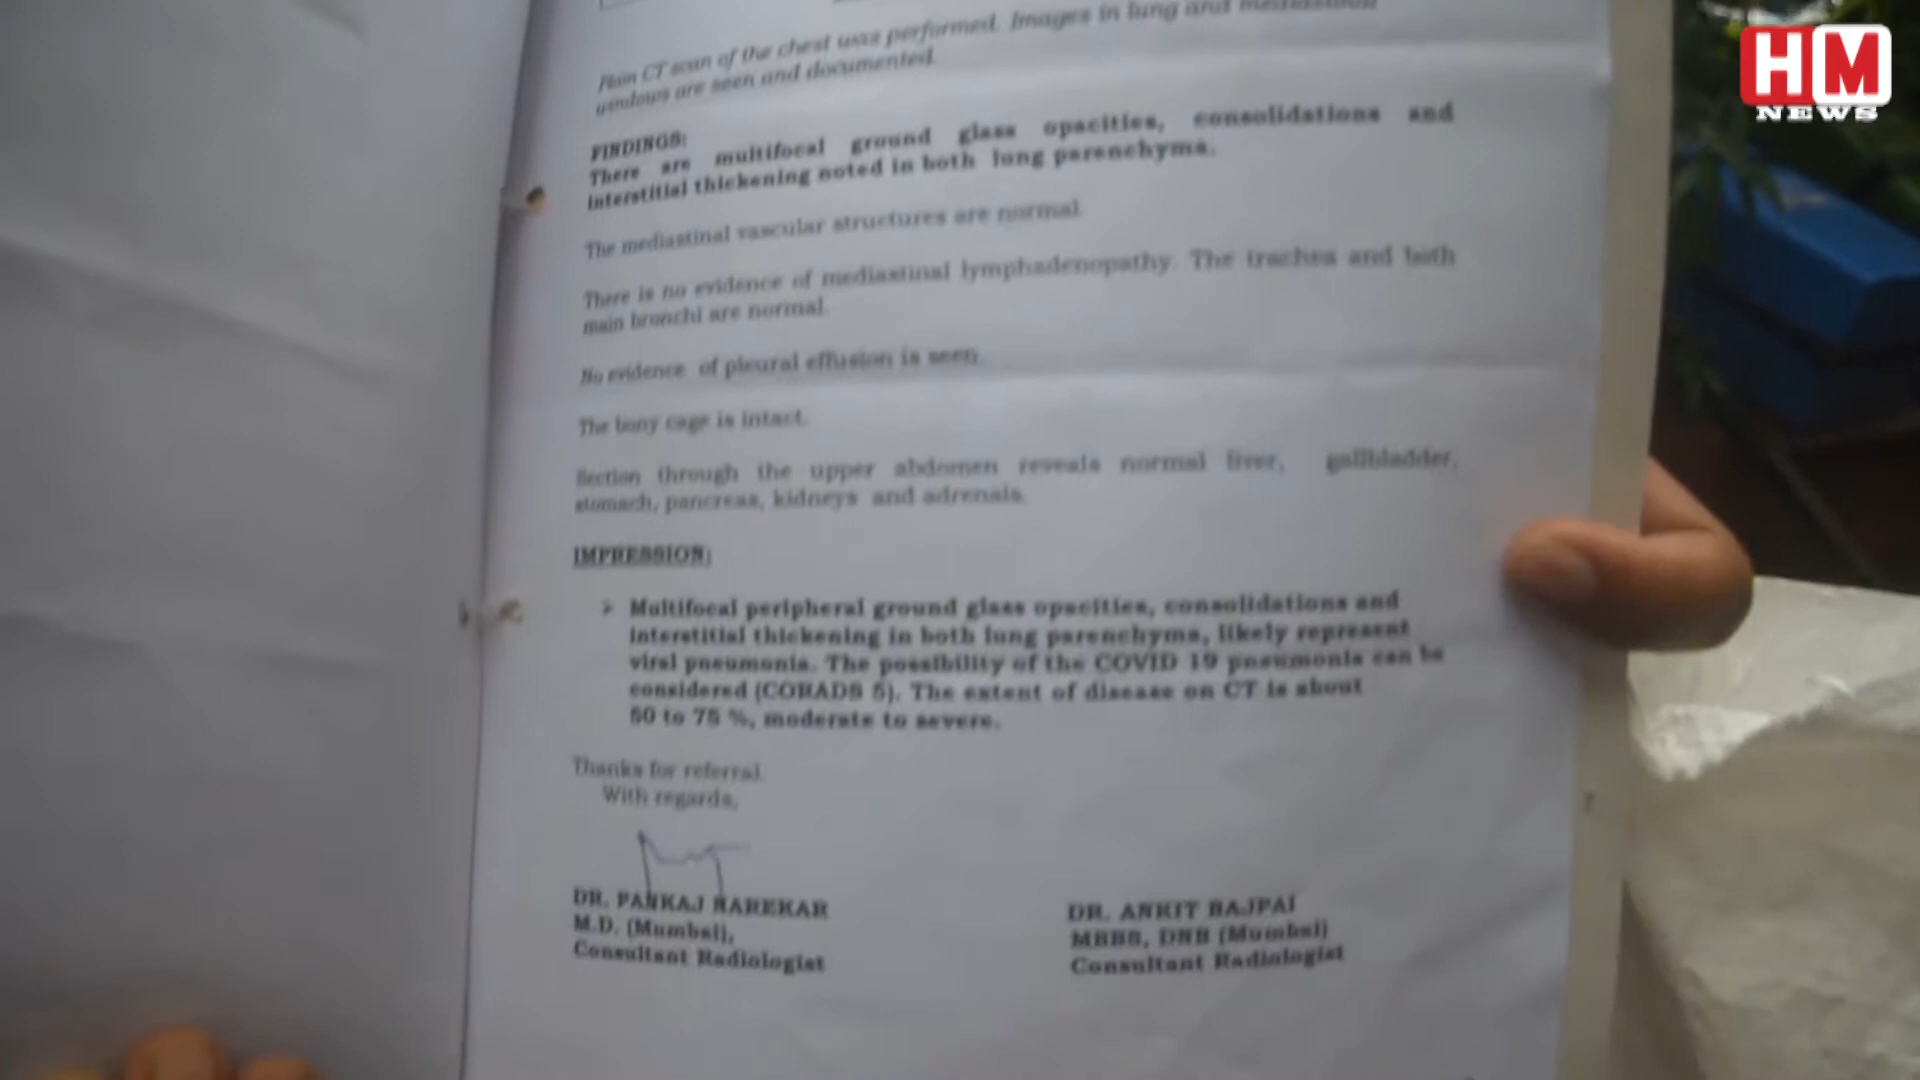 HM
NEWS
Plain CT scan of the chest was performed. Images in lung and mediastinal
windows are seen and documented.
FINDINGS:
There are multifocal ground glass opacities, consolidations and
interstitial thickening noted in both lung parenchyma.
The mediastinal vascular structures are normal.
There is no evidence of mediastinal lymphadenopathy. The trachea and both
main bronchi are normal.
No evidence of pleural effusion is seen.
The bony cage is intact.
Section through the upper abdomen reveals normal liver, gallbladder,
stomach, pancreas, kidneys and adrenals.
IMPRESSION:
➢ Multifocal peripheral ground glass opacities, consolidations and
interstitial thickening in both lung parenchyma, likely represent
viral pneumonia. The possibility of the COVID 19 pneumonia can be
considered (CORADS 5). The extent of disease on CT is about
50 to 75 %, moderate to severe.
Thanks for referral.
With regards,
DR. PANKAJ
M.D. (Mumbai),
Consultant Radiologist
DR. ANKIT BAJPAI
MBBS, DNB (Mumbai)
Consultant Radiologist